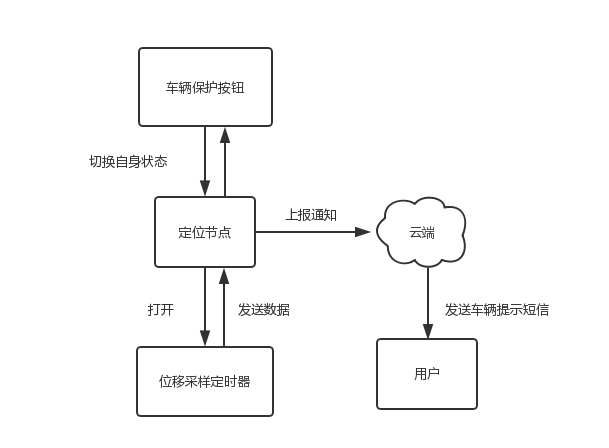 车辆保护按钮
切换自身状态
定位节点
上报通知
云端
打开
发送数据
发送车辆提示短信
位移采样定时器
用户